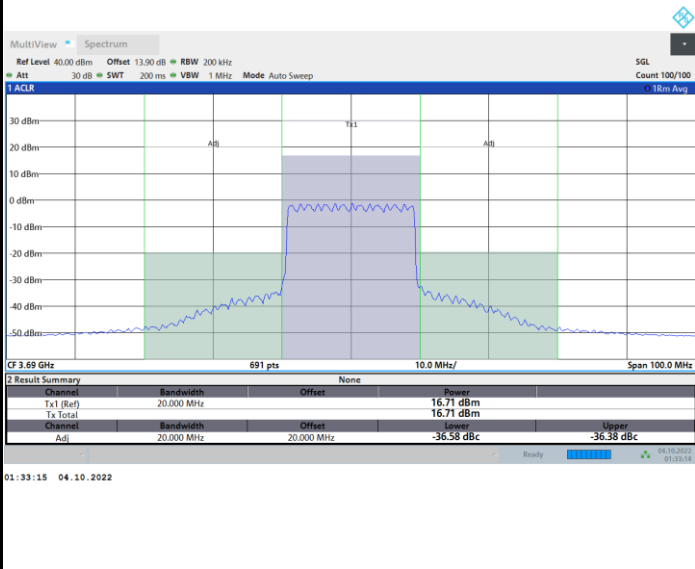 MultiView Spectrum
Ref Level 40.00 dBm Offset 13.90 dB RBW 200 kHz SGL
Att 30 dB SWT 200 ms VBW 1 MHz Mode Auto Sweep Count 100/100
1 ACLR 1Rm Avg
30 dBm
Tx1
20 dBm
Adj Adj
10 dBm
0 dBm
-10 dBm
-20 dBm
-30 dBm
-40 dBm
-50 dBm
CF 3.69 GHz 691 pts 10.0 MHz/ Span 100.0 MHz
2 Result Summary None
Channel Bandwidth Offset Power
Tx1 (Ref) 20.000 MHz 16.71 dBm
Tx Total 16.71 dBm
Channel Bandwidth Offset Lower Upper
Adj 20.000 MHz 20.000 MHz -36.58 dBc -36.38 dBc
Ready 04.10.2022
01:33:14
01:33:15 04.10.2022